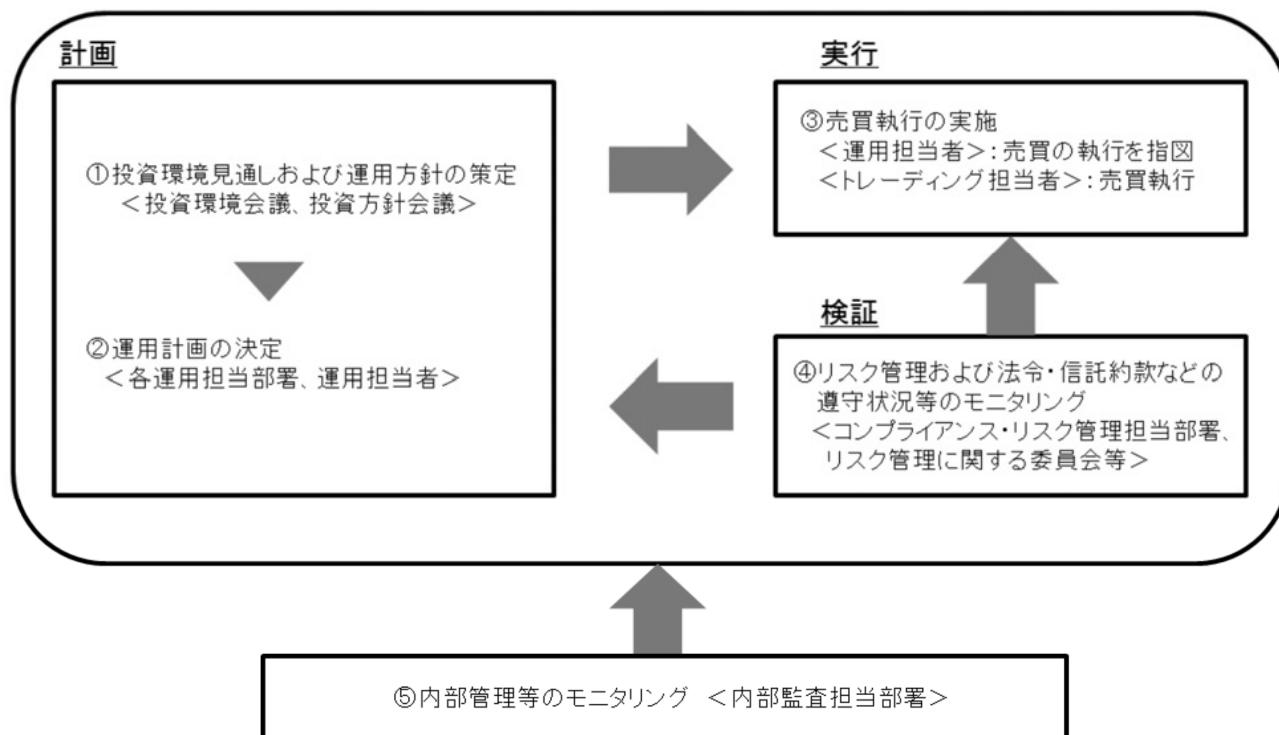 計画
①投資環境見通しおよび運用方針の策定
＜投資環境会議、投資方針会議＞
②運用計画の決定
＜各運用担当部署、運用担当者＞
実行
③売買執行の実施
＜運用担当者＞：売買の執行を指図
＜トレーディング担当者＞：売買執行
検証
④リスク管理および法令・信託約款などの
遵守状況等のモニタリング
＜コンプライアンス・リスク管理担当部署、
リスク管理に関する委員会等＞
⑤内部管理等のモニタリング ＜内部監査担当部署＞